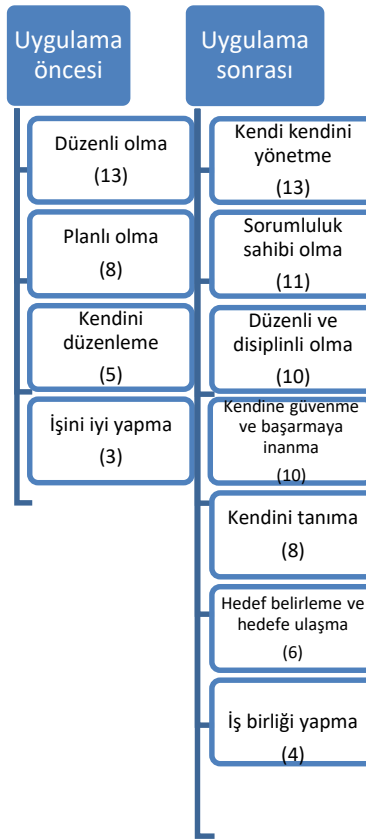 Uygulama
öncesi
Düzenli olma
(13)
Planlı olma
(8)
Kendini
düzenleme
(5)
İşini iyi yapma
(3)
Uygulama
sonrası
Kendi kendini
yönetme
(13)
Sorumluluk
sahibi olma
(11)
Düzenli ve
disiplinli olma
(10)
Kendine güvenme
ve başarmaya
inanma
(10)
Kendini tanıma
(8)
Hedef belirleme ve
hedefe ulaşma
(6)
İş birliği yapma
(4)